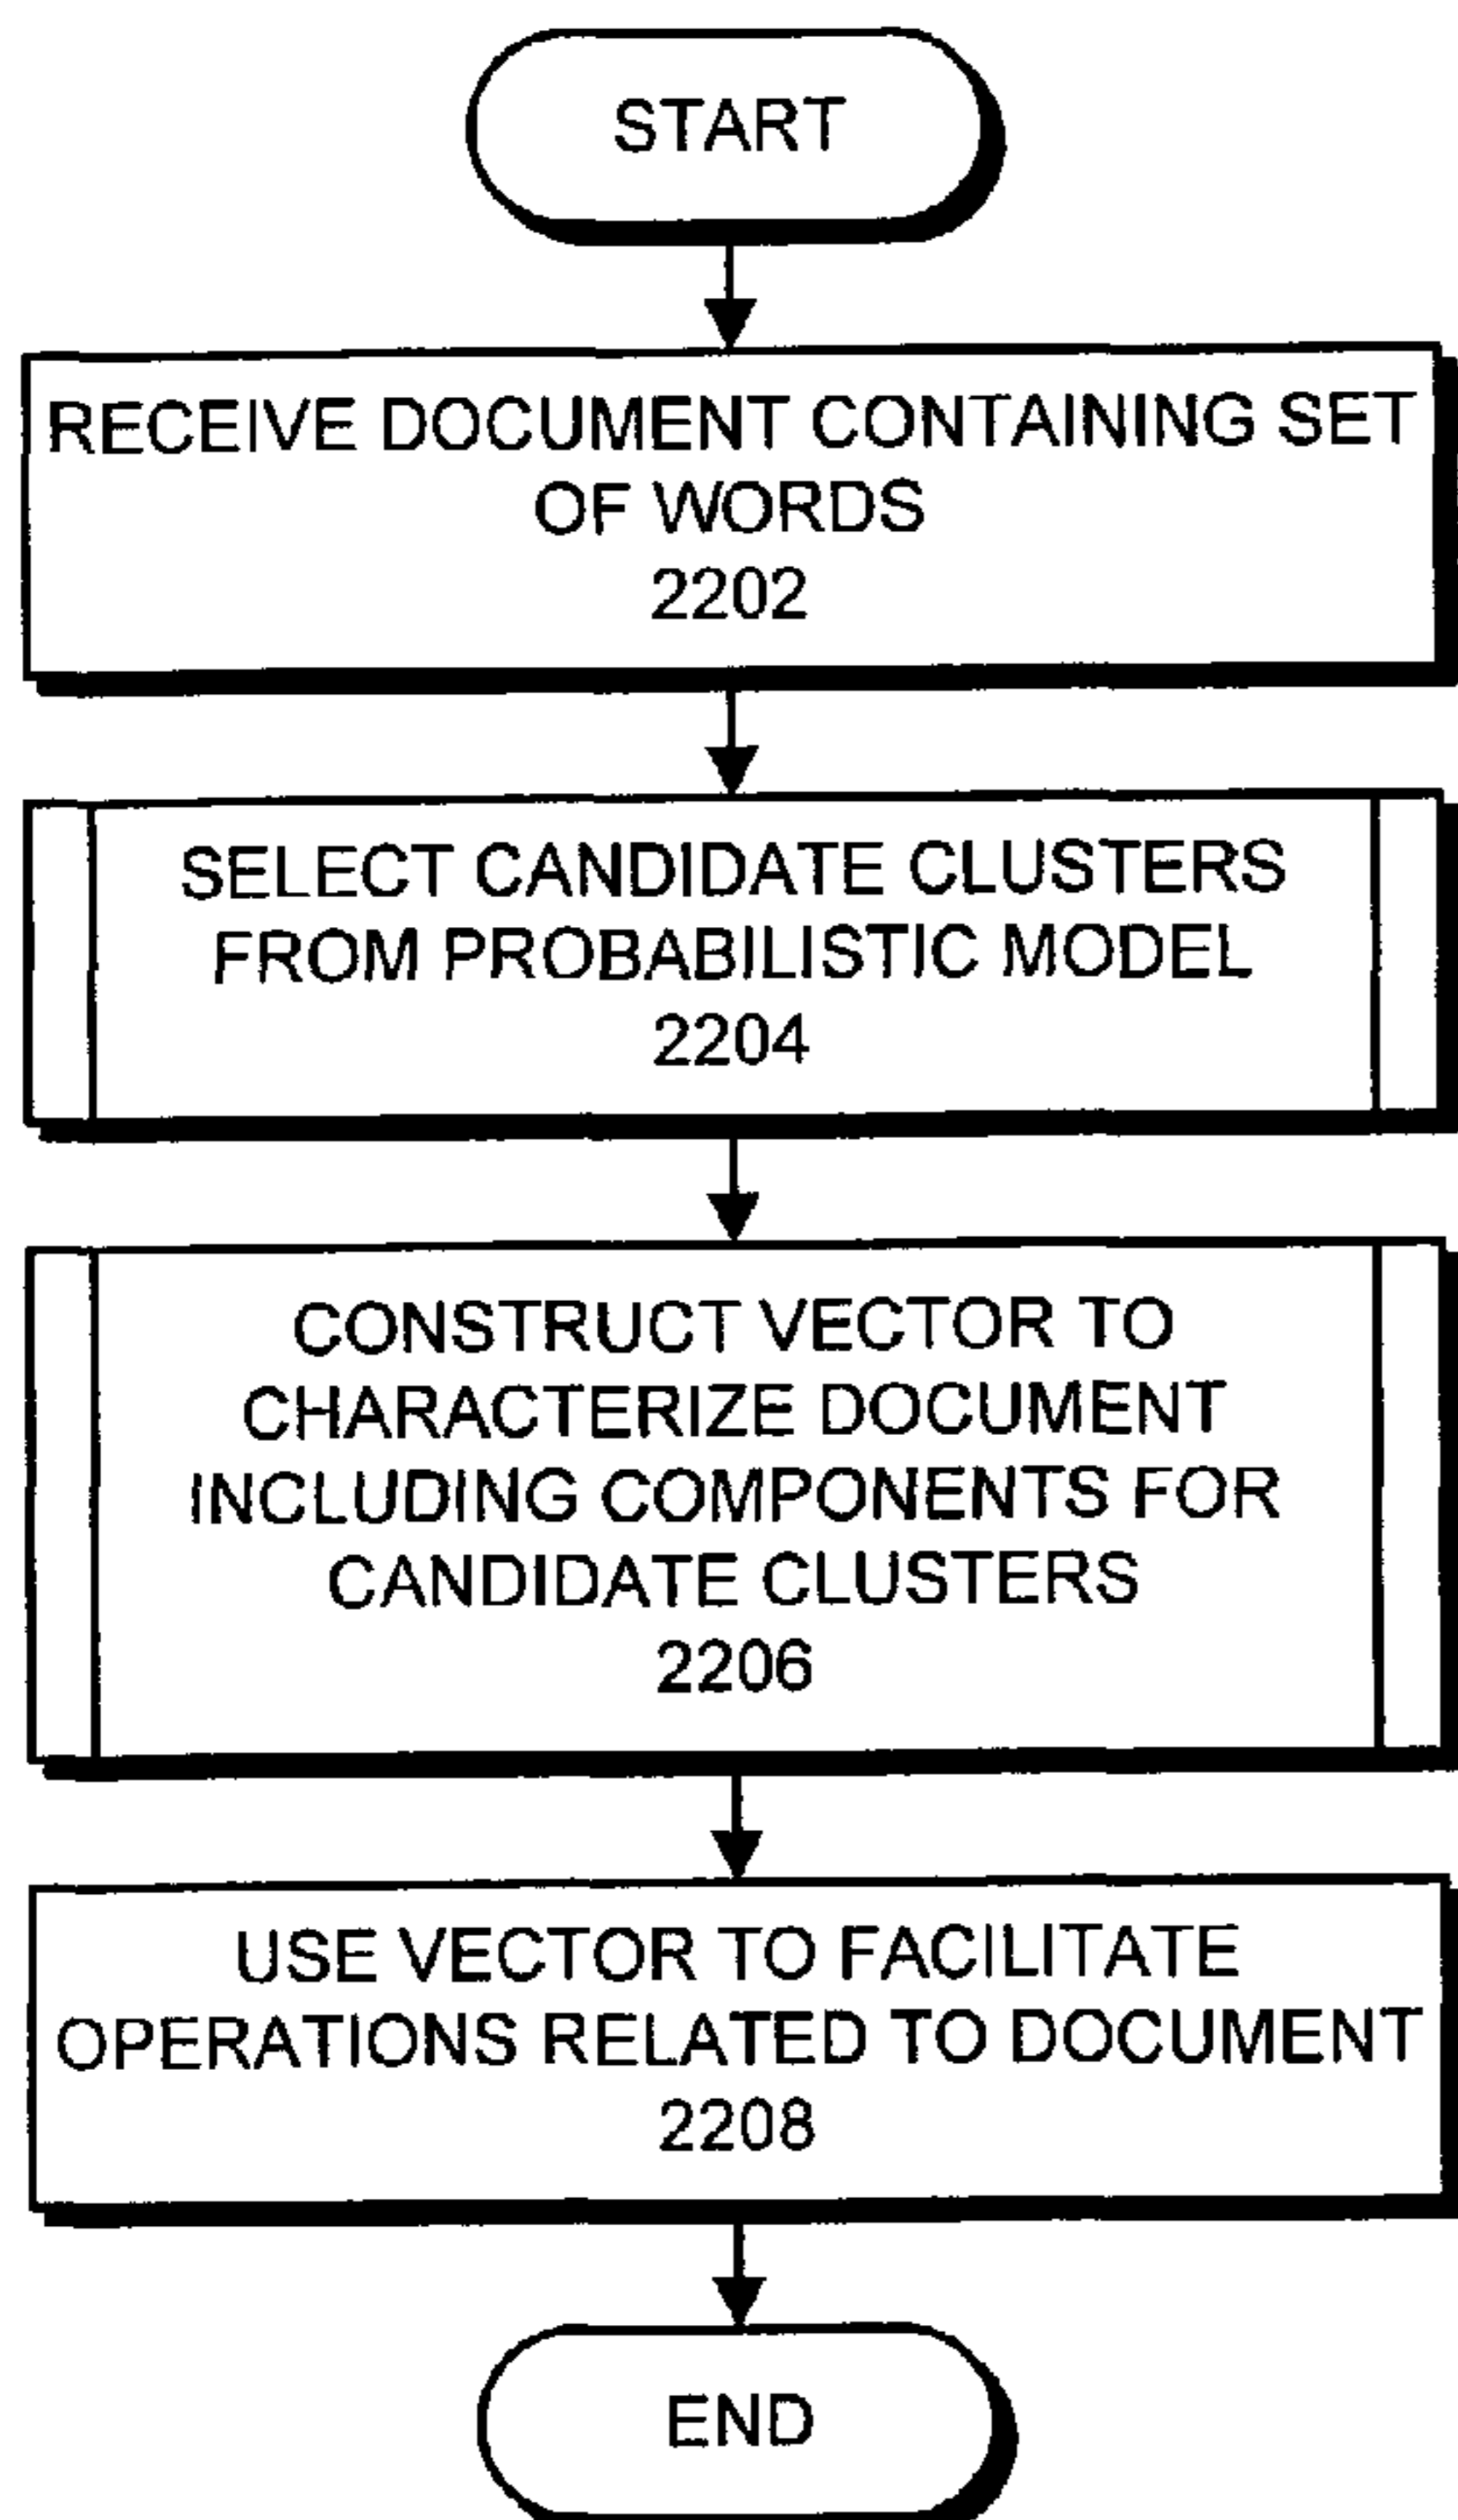 START
RECEIVE DOCUMENT CONTAINING SET
OF WORDS
2202
SELECT CANDIDATE CLUSTERS
FROM PROBABILISTIC MODEL
2204
CONSTRUCT VECTOR TO
CHARACTERIZE DOCUMENT
INCLUDING COMPONENTS FOR
CANDIDATE CLUSTERS
2206
USE VECTOR TO FACILITATE
OPERATIONS RELATED TO DOCUMENT
2208
END